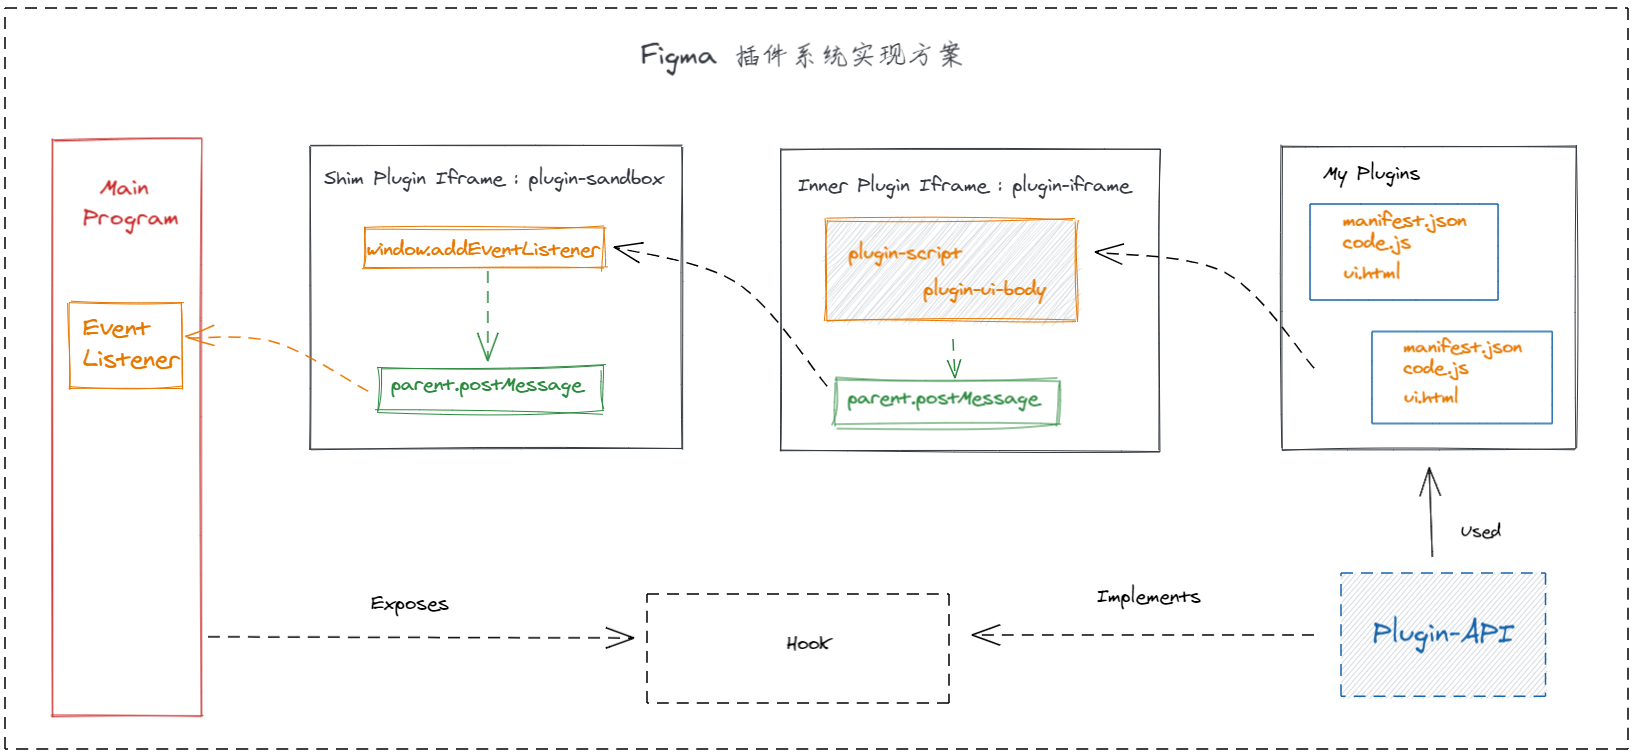 Figma 插件系统实现方案
Main
Program
Event
Listener
Shim Plugin Iframe : plugin-sandbox
window.addEventListener
parent.postMessage
Inner Plugin Iframe : plugin-iframe
plugin-script
plugin-ui-body
parent.postMessage
My Plugins
manifest.json
code.js
ui.html
manifest.json
code.js
ui.html
used
Exposes
Hook
Implements
Plugin-API